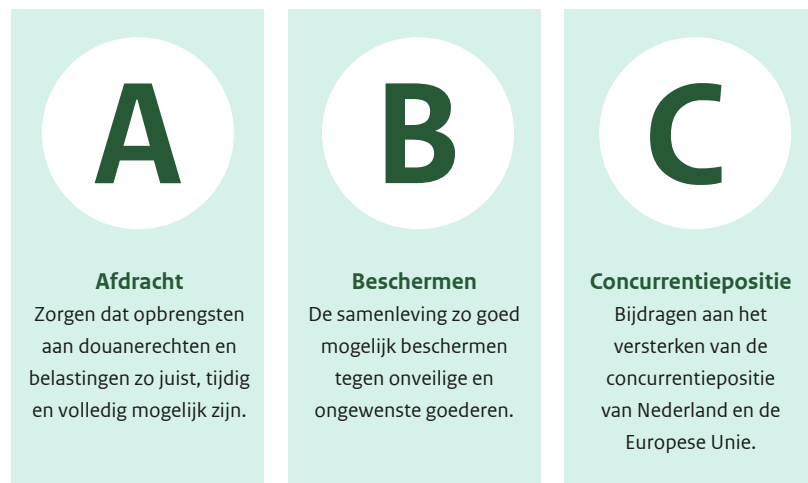 A
Afdracht
Zorgen dat opbrengsten
aan douanerechten en
belastingen zo juist, tijdig
en volledig mogelijk zijn.
B
Beschermen
De samenleving zo goed
mogelijk beschermen
tegen onveilige en
ongewenste goederen.
C
Concurrentiepositie
Bijdragen aan het
versterken van de
concurrentiepositie
van Nederland en de
Europese Unie.